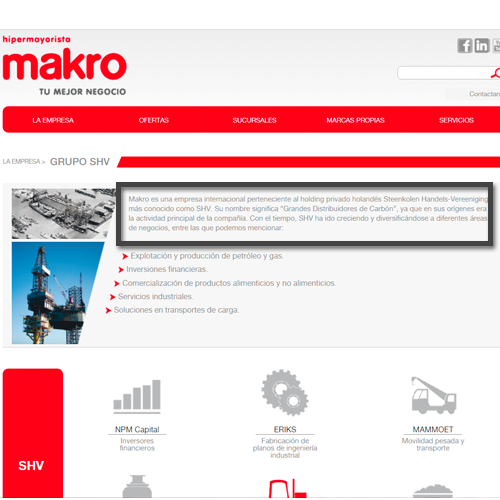 hipermayorista
makro
TU MEJOR NEGOCIO
Contactan
LA EMPRESA OFERTAS SUCURSALES MARCAS PROPIAS SERVICIOS
LA EMPRESA > GRUPO SHV
Makro es una empresa internacional perteneciente al holding privado holandés Steenkolen Handels-Vereeniging
más conocido como SHV. Su nombre significa "Grandes Distribuidores de Carbón", ya que en sus orígenes era
la actividad principal de la compañía. Con el tiempo, SHV ha ido creciendo y diversificándose a diferentes áreas
de negocios, entre las que podemos mencionar:
Explotación y producción de petróleo y gas.
Inversiones financieras.
Comercialización de productos alimenticios y no alimenticios.
Servicios industriales.
Soluciones en transportes de carga.
NPM Capital ERIKS MAMMOET
Inversores Fabricación de Movilidad pesada y
financieros planos de ingeniería transporte
industrial
SHV